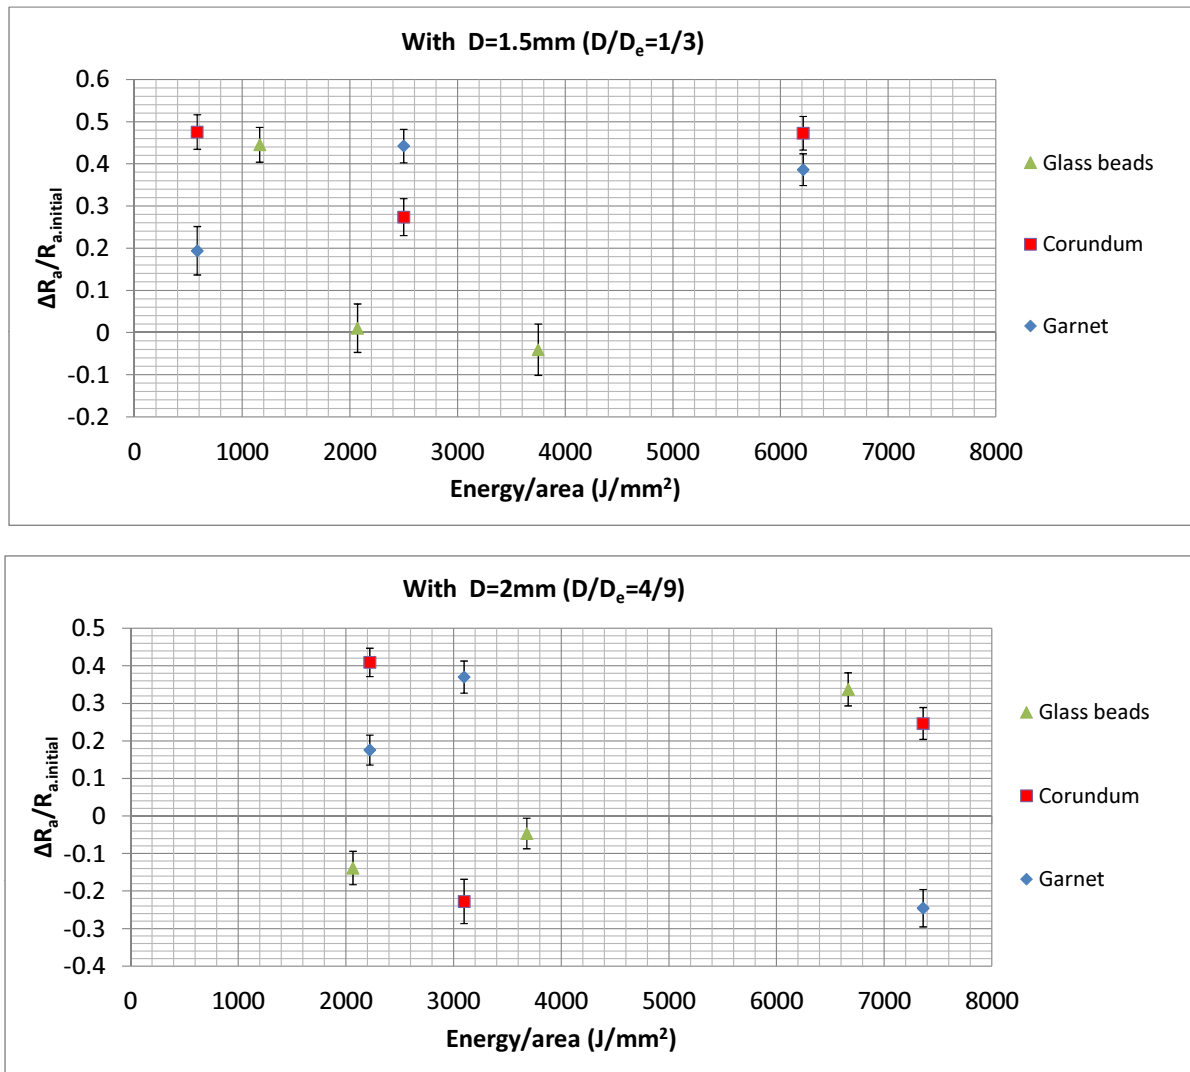 With D=1.5mm (D/Dₑ=1/3)
0.6
0.5
0.4
0.3
0.2
0.1
0
-0.1
-0.2
ΔRa/Ra.initial
0 1000 2000 3000 4000 5000 6000 7000 8000
Energy/area (J/mm²)
Glass beads
Corundum
Garnet
With D=2mm (D/Dₑ=4/9)
0.5
0.4
0.3
0.2
0.1
0
-0.1
-0.2
-0.3
-0.4
ΔRa/Ra.initial
0 1000 2000 3000 4000 5000 6000 7000 8000
Energy/area (J/mm²)
Glass beads
Corundum
Garnet